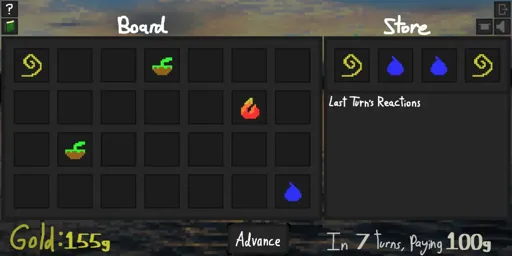 ?
Board
Store
Last Turn's Reactions
Gold:155g
Advance
In 7 turns, paying 100g